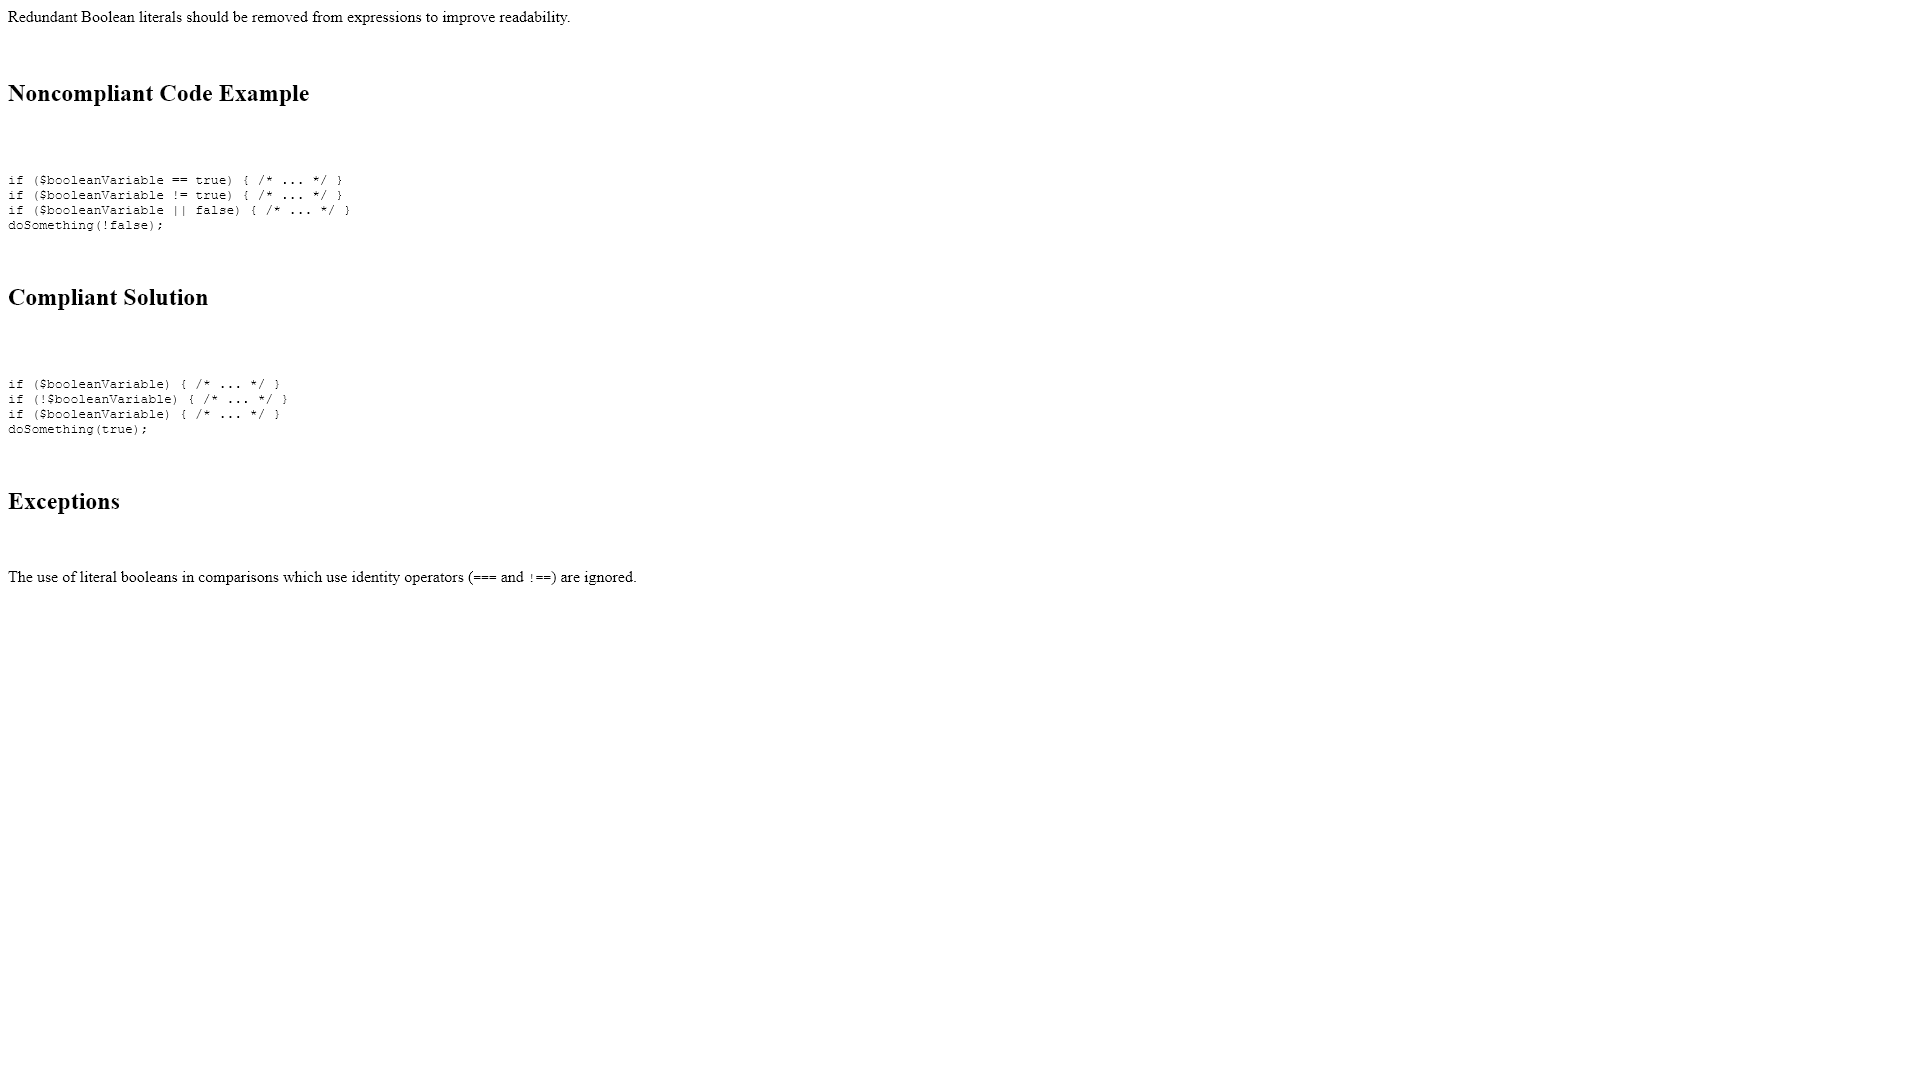 Redundant Boolean literals should be removed from expressions to improve readability.
Noncompliant Code Example
if ($booleanVariable == true) { /* ... */ }
if ($booleanVariable != true) { /* ... */ }
if ($booleanVariable || false) { /* ... */ }
doSomething(!false);
Compliant Solution
if ($booleanVariable) { /* ... */ }
if (!$booleanVariable) { /* ... */ }
if ($booleanVariable) { /* ... */ }
doSomething(true);
Exceptions
The use of literal booleans in comparisons which use identity operators (=== and !==) are ignored.